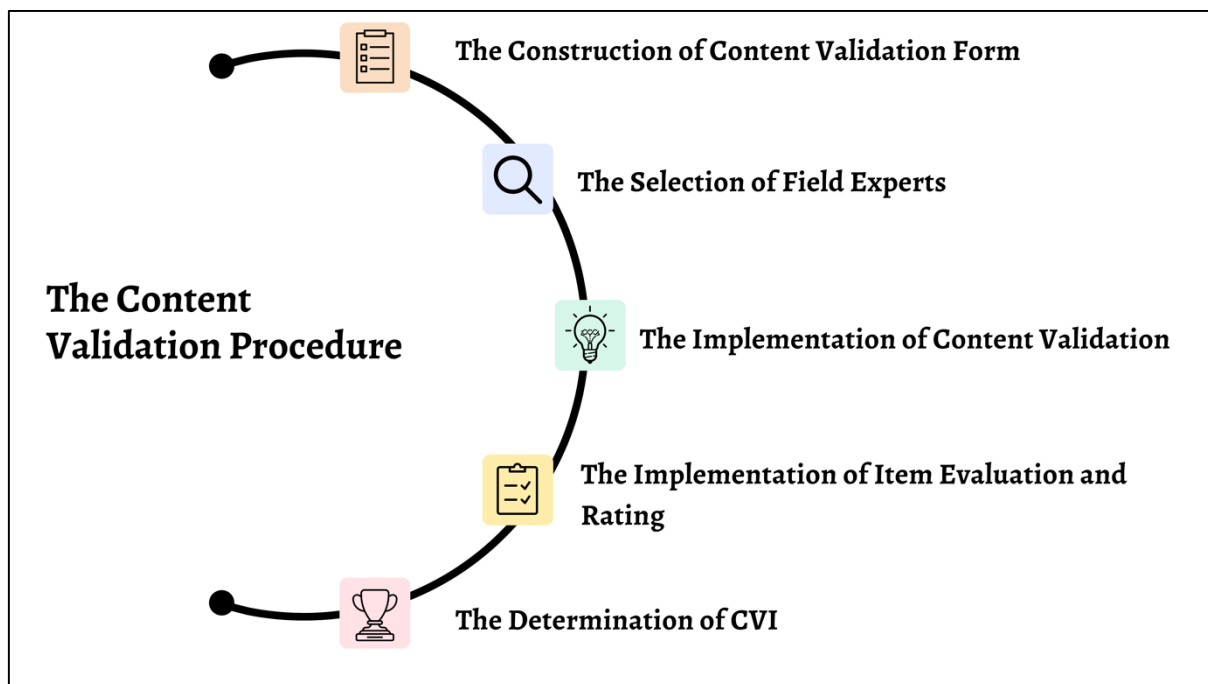 The Construction of Content Validation Form
The Selection of Field Experts
The Content
Validation Procedure
The Implementation of Content Validation
The Implementation of Item Evaluation and
Rating
The Determination of CVI